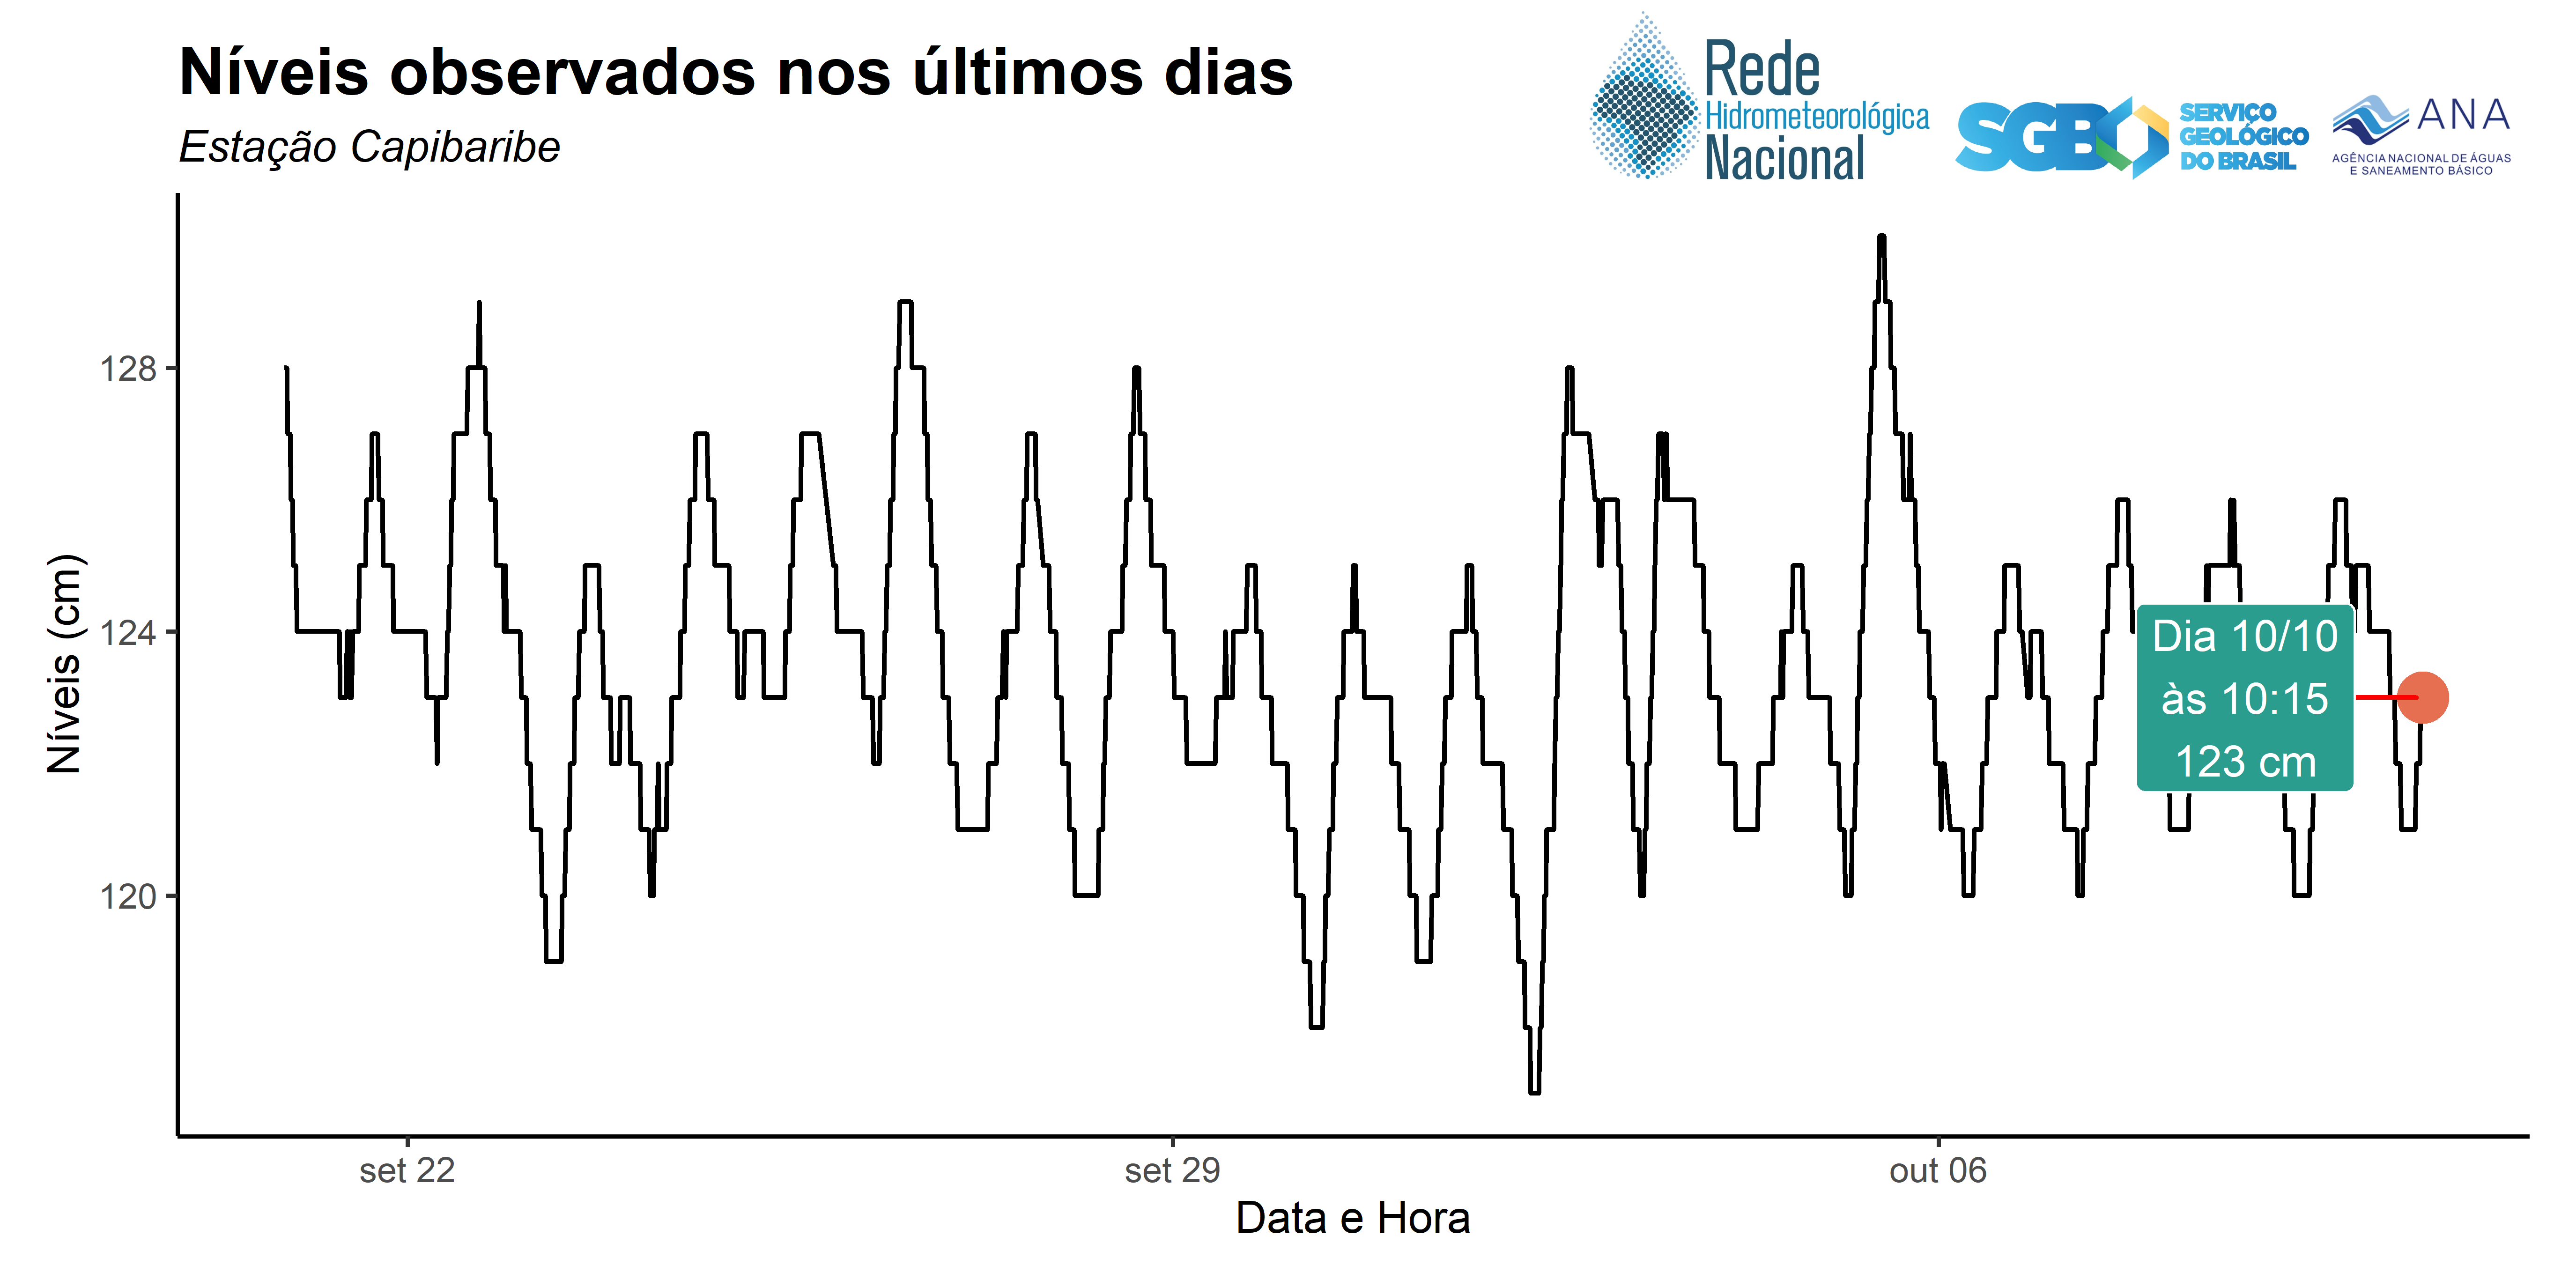 Níveis observados nos últimos dias
Estação Capibaribe
Rede
Hidrometeorológica
Nacional
SGB
SERVIÇO
GEOLÓGICO
DO BRASIL
ANA
AGÊNCIA NACIONAL DE ÁGUAS
E SANEAMENTO BÁSICO
Níveis (cm)
128
124
120
Dia 10/10
às 10:15
123 cm
set 22
set 29
out 06
Data e Hora